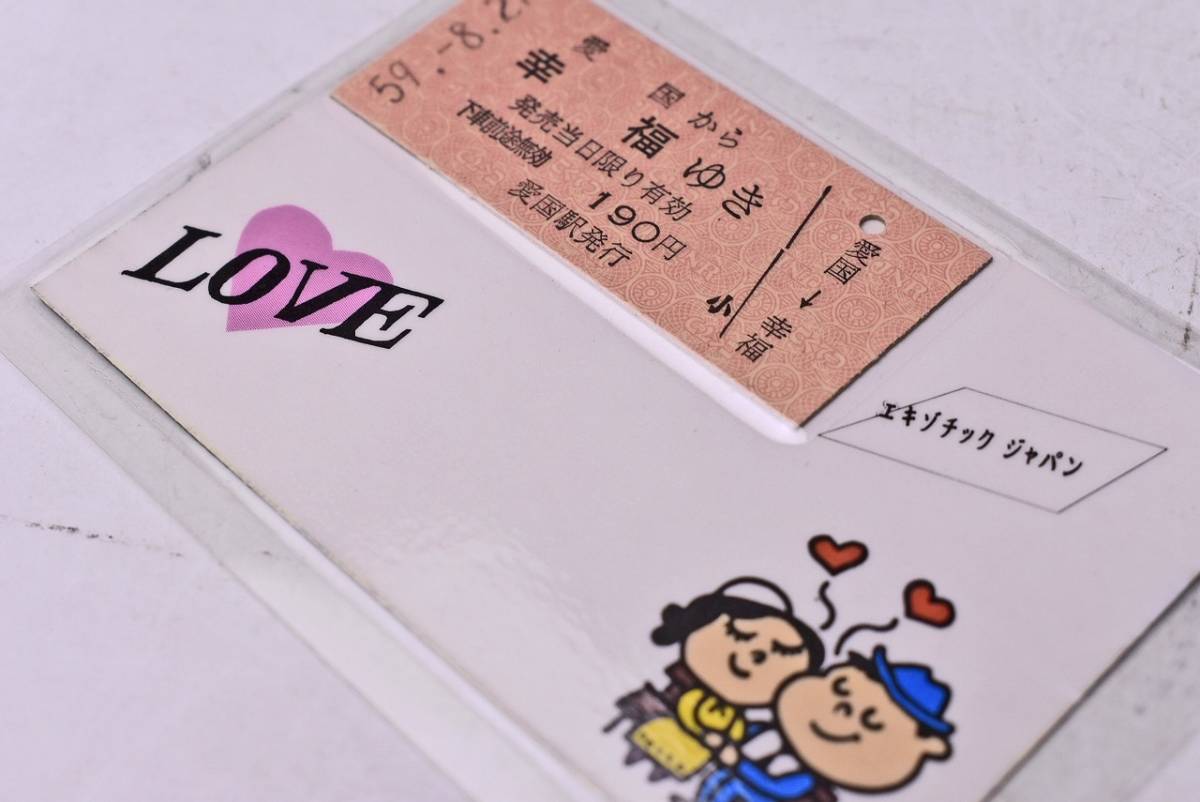 59.-8.2
愛国から
幸福ゆき
発売当日限り有効
下車前途無効
190円
愛国駅発行
小
愛国→幸福
LOVE
エキゾチック ジャパン